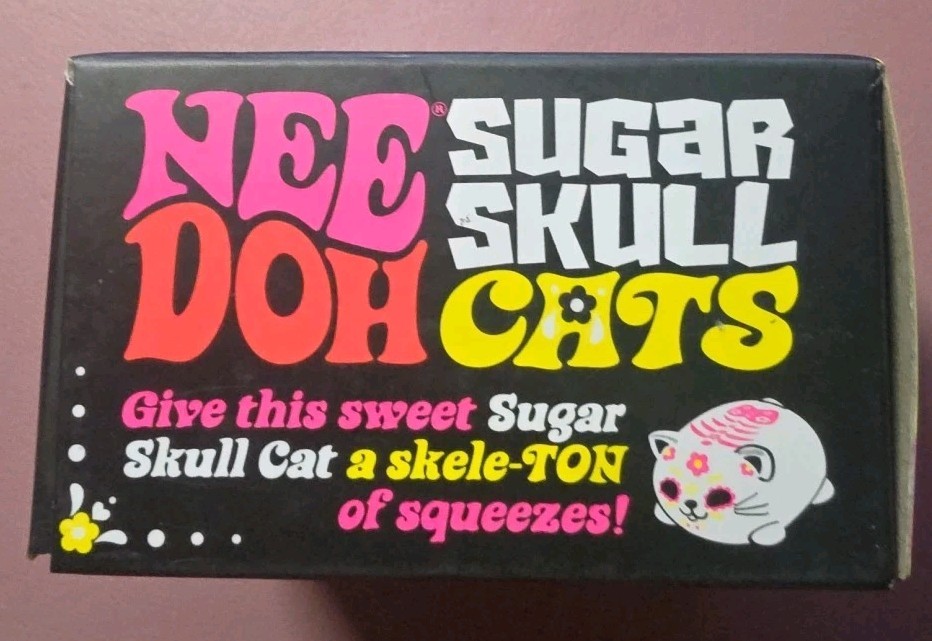 NEE
DOH®
SUGaR
SKULL
CATS
Give this sweet Sugar
Skull Cat a skele-TON
of squeezes!